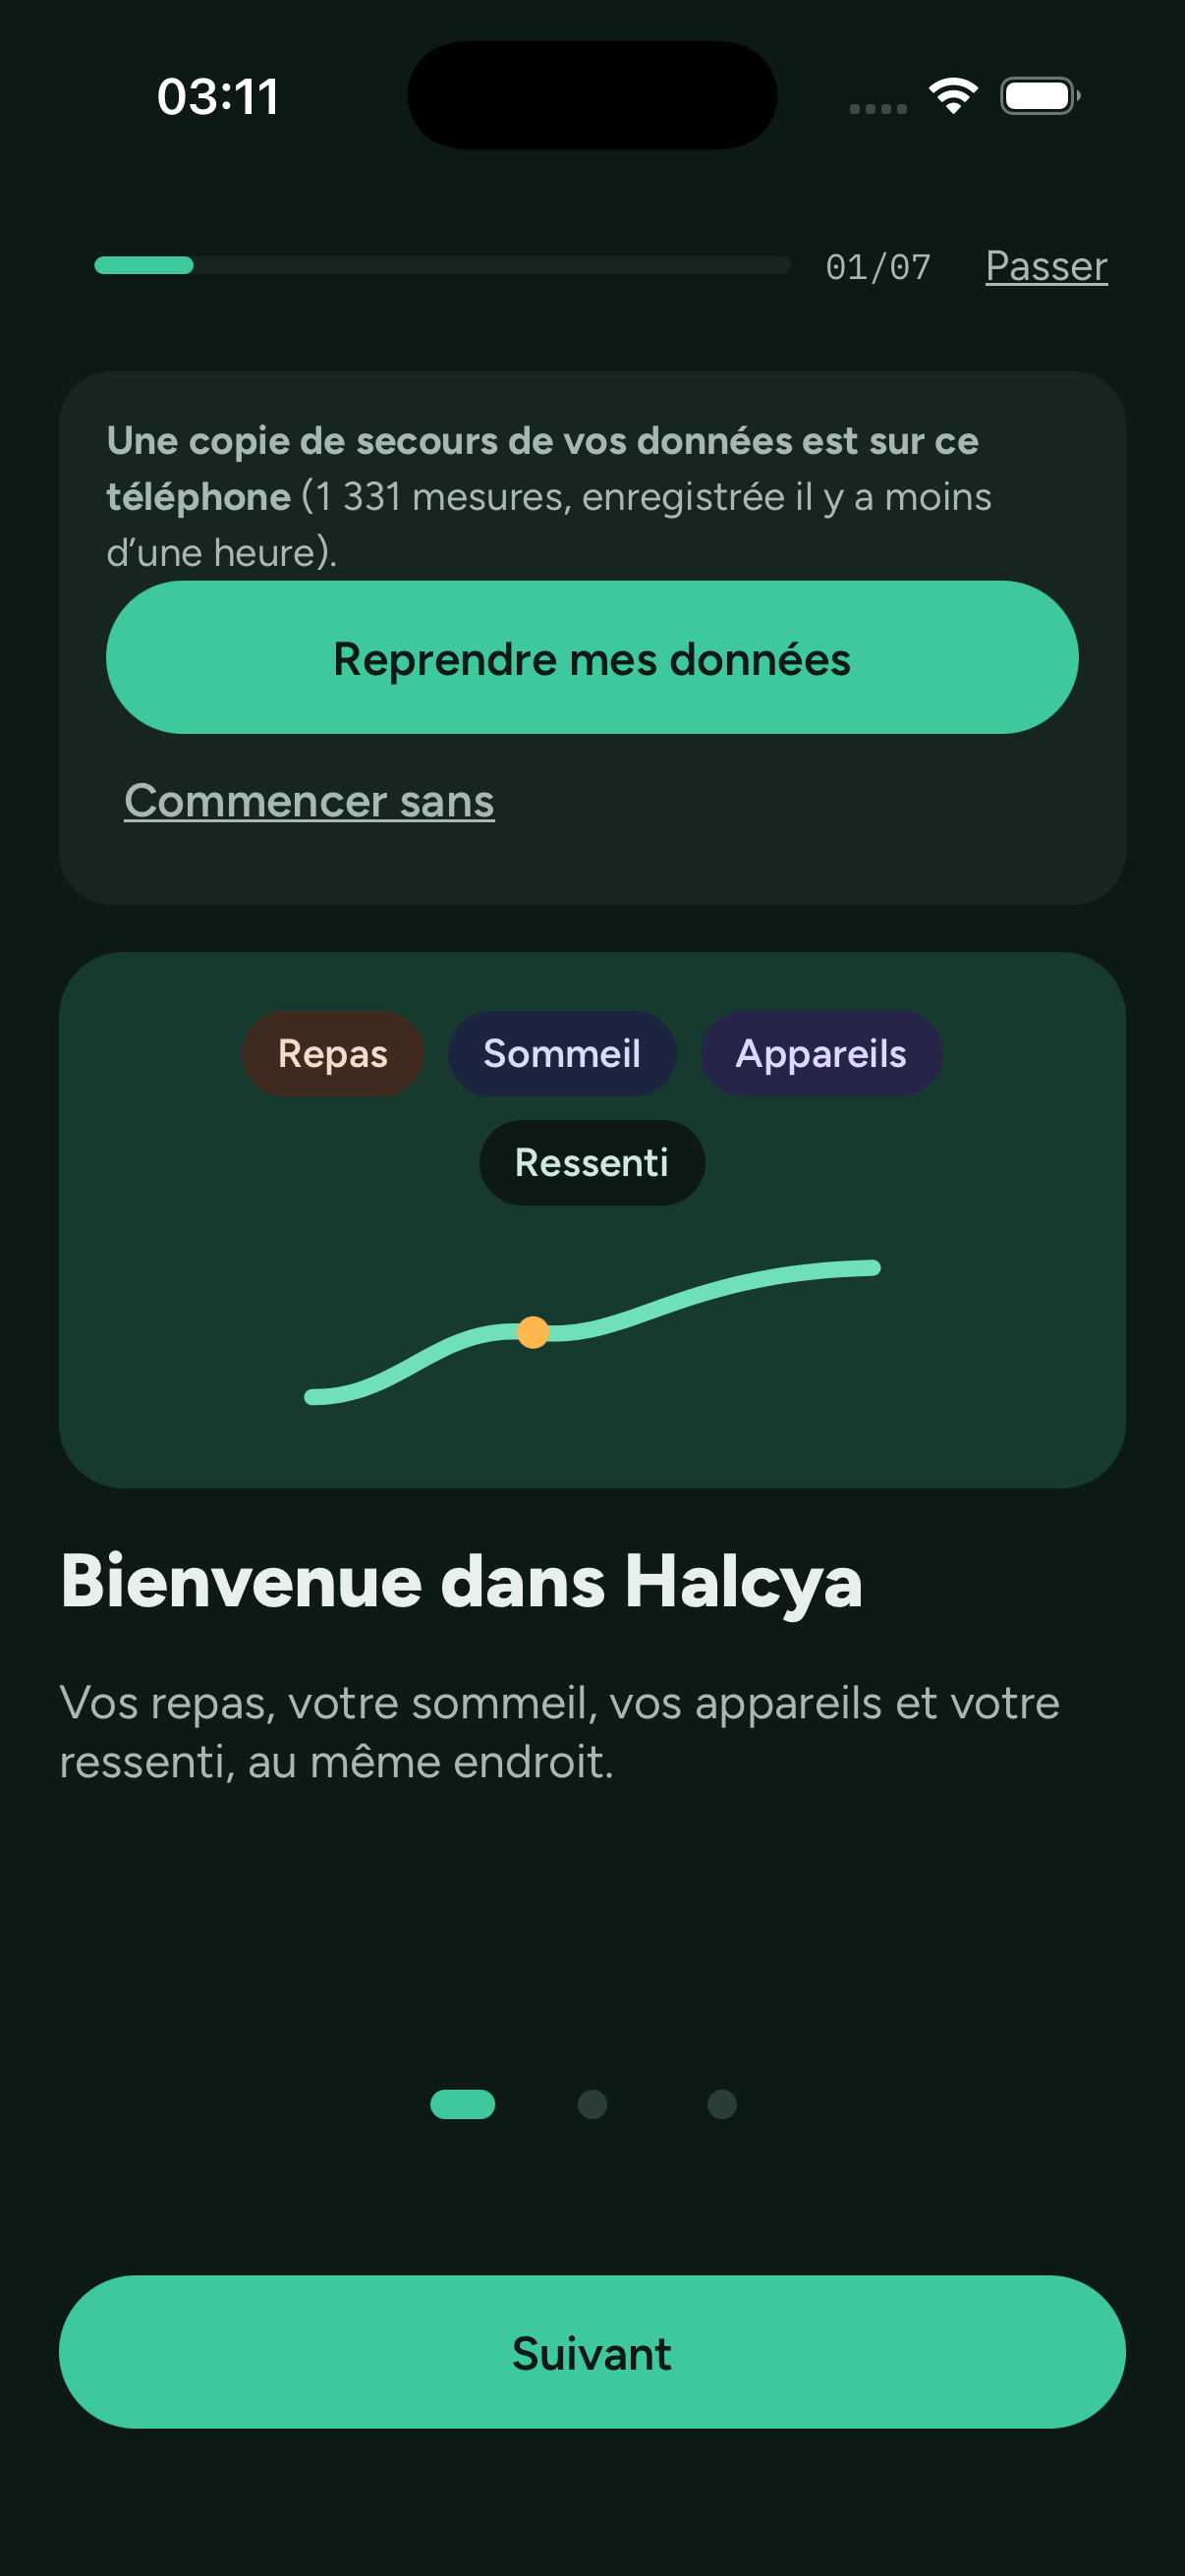 03:11
01/07 Passer
Une copie de secours de vos données est sur ce
téléphone (1 331 mesures, enregistrée il y a moins
d’une heure).
Reprendre mes données
Commencer sans
Repas Sommeil Appareils
Ressenti
Bienvenue dans Halcya
Vos repas, votre sommeil, vos appareils et votre
ressenti, au même endroit.
Suivant